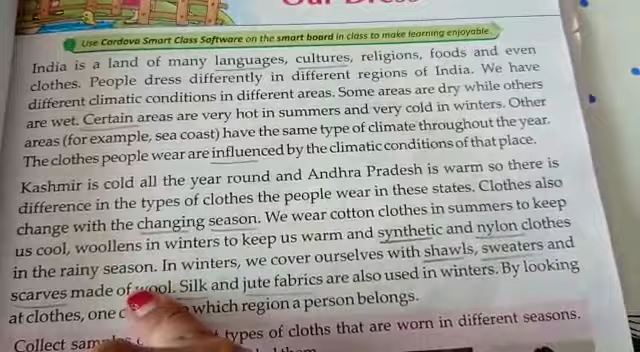 Our Dress
Use Cordova Smart Class Software on the smart board in class to make learning enjoyable.
India is a land of many languages, cultures, religions, foods and even
clothes. People dress differently in different regions of India. We have
different climatic conditions in different areas. Some areas are dry while others
are wet. Certain areas are very hot in summers and very cold in winters. Other
areas (for example, sea coast) have the same type of climate throughout the year.
The clothes people wear are influenced by the climatic conditions of that place.
Kashmir is cold all the year round and Andhra Pradesh is warm so there is
difference in the types of clothes the people wear in these states. Clothes also
change with the changing season. We wear cotton clothes in summers to keep
us cool, woollens in winters to keep us warm and synthetic and nylon clothes
in the rainy season. In winters, we cover ourselves with shawls, sweaters and
scarves made of wool. Silk and jute fabrics are also used in winters. By looking
at clothes, one which region a person belongs.
Collect types of cloths that are worn in different seasons.